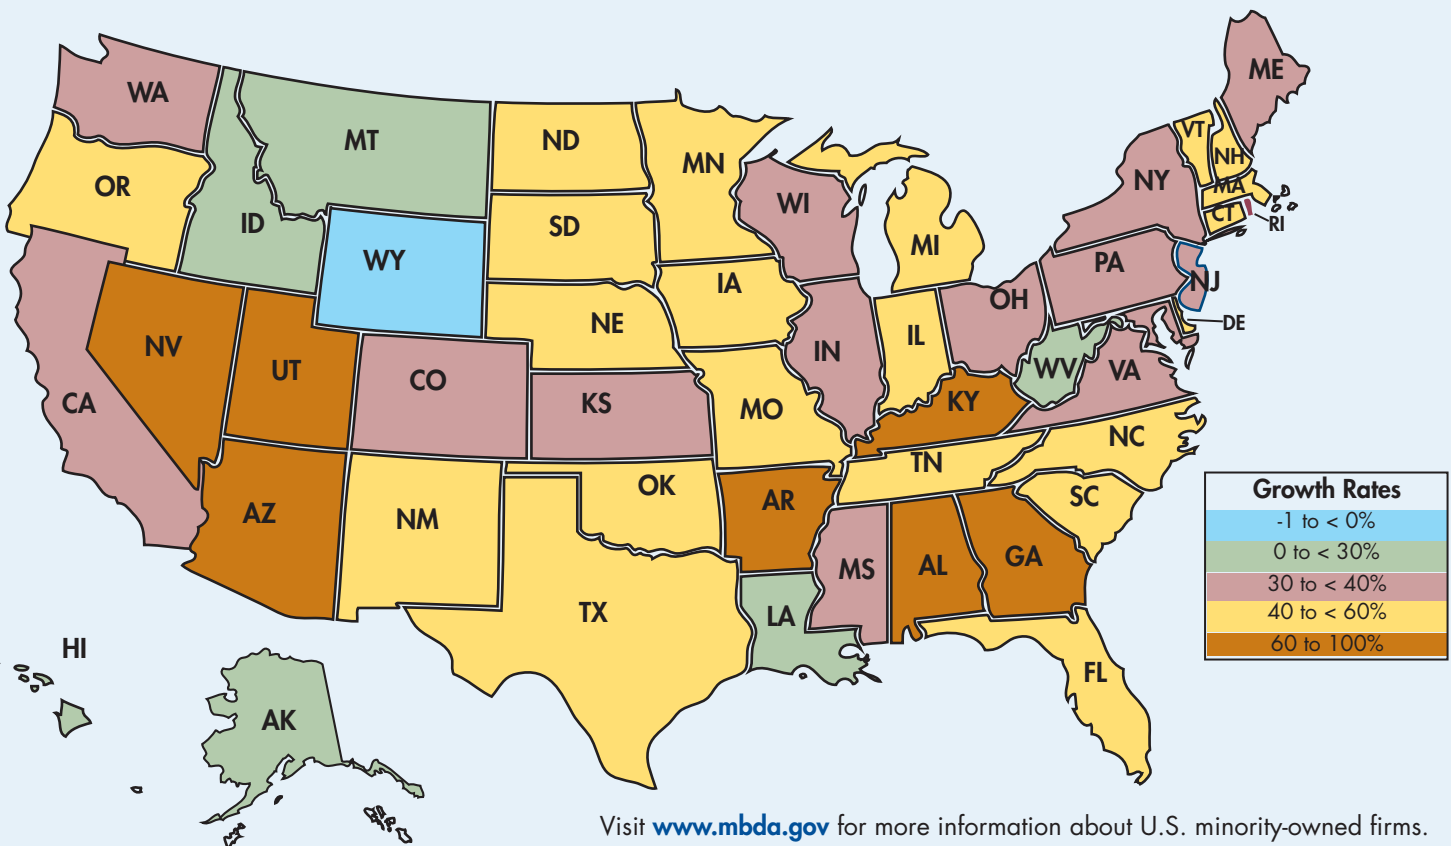 ME
WA
MT
ND
MN
VT
NH
OR
ID
SD
WI
NY
MA
CT
RI
WY
MI
PA
NJ
IA
OH
DE
NV
UT
NE
IL
IN
WV
VA
CO
CA
KS
MO
KY
NC
TN
AZ
NM
OK
AR
SC
MS
AL
GA
TX
LA
HI
FL
AK
Growth Rates
-1 to < 0%
0 to < 30%
30 to < 40%
40 to < 60%
60 to 100%
Visit www.mbda.gov for more information about U.S. minority-owned firms.